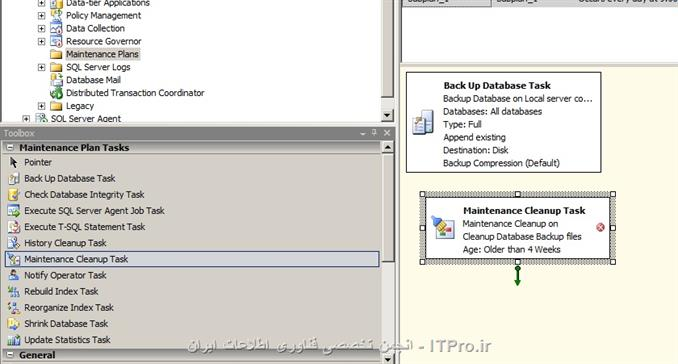 Data-tier Applications
Policy Management
Data Collection
Resource Governor
Maintenance Plans
SQL Server Logs
Database Mail
Distributed Transaction Coordinator
Legacy
SQL Server Agent
Toolbox
Maintenance Plan Tasks
Pointer
Back Up Database Task
Check Database Integrity Task
Execute SQL Server Agent Job Task
Execute T-SQL Statement Task
History Cleanup Task
Maintenance Cleanup Task
Notify Operator Task
Rebuild Index Task
Reorganize Index Task
Shrink Database Task
Update Statistics Task
General
Back Up Database Task
Backup Database on Local server co...
Databases: All databases
Type: Full
Append existing
Destination: Disk
Backup Compression (Default)
Maintenance Cleanup Task
Maintenance Cleanup on
Cleanup Database Backup files
Age: Older than 4 Weeks
انجمن تخصصی فناوری اطلاعات ایران - ITPro.ir